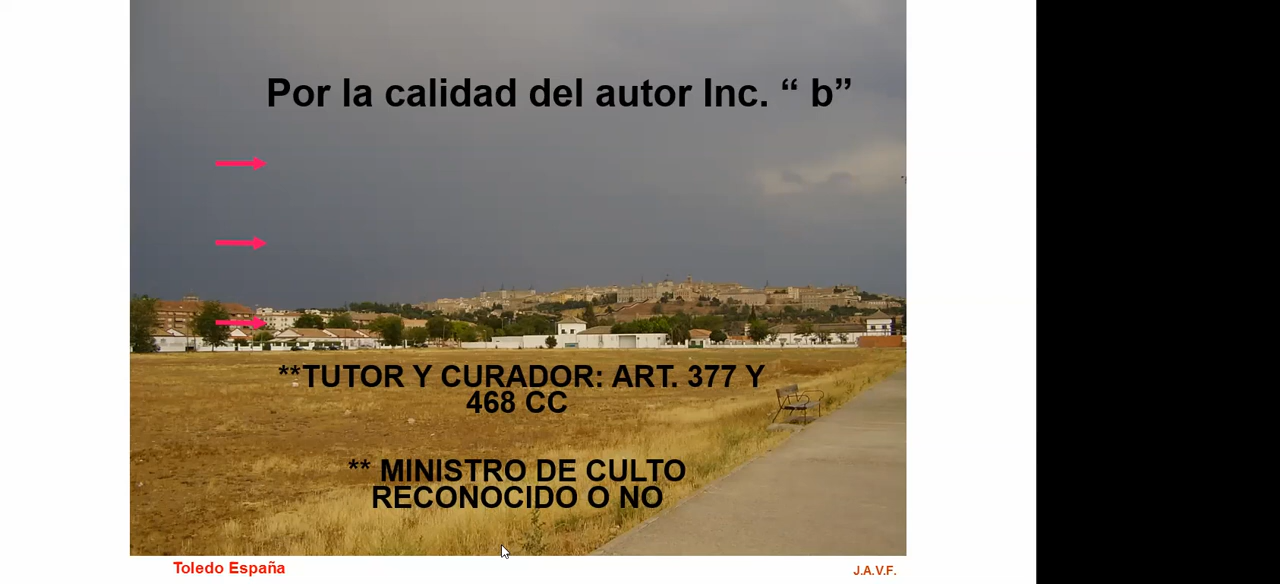 Por la calidad del autor Inc. “ b”
**TUTOR Y CURADOR: ART. 377 Y
468 CC
** MINISTRO DE CULTO
RECONOCIDO O NO
Toledo España
J.A.V.F.